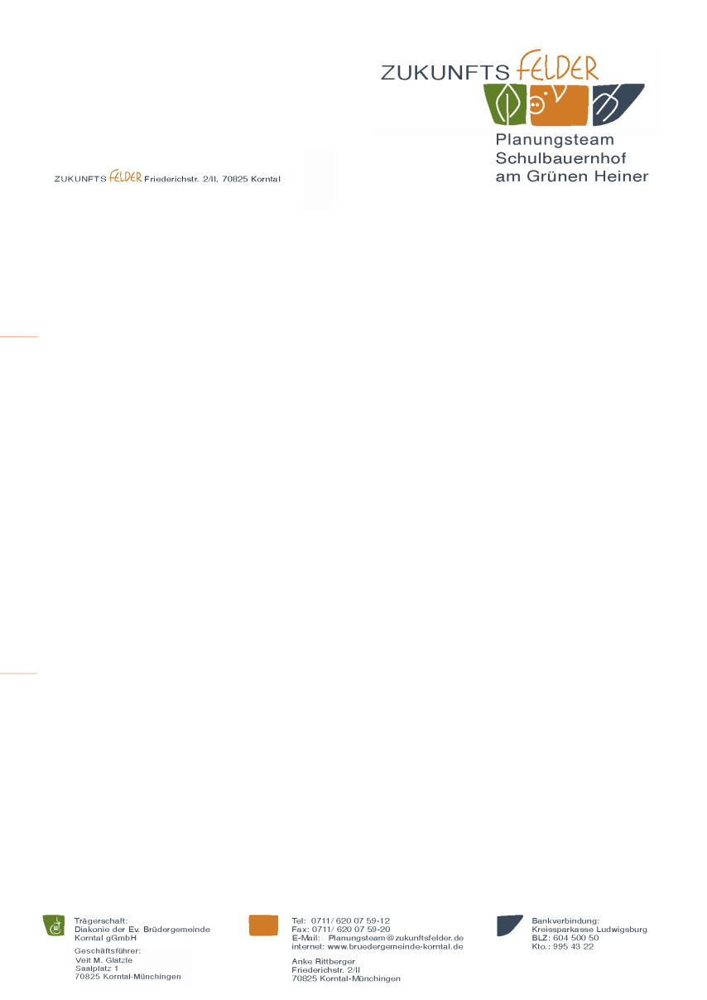 ZUKUNFTS FELDER
Planungsteam
Schulbauernhof
am Grünen Heiner
ZUKUNFTS FELDER Friederichstr. 2/II, 70825 Korntal
Trägerschaft:
Diakonie der Ev. Brüdergemeinde
Korntal gGmbH
Geschäftsführer:
Veit M. Glatzle
Saalplatz 1
70825 Korntal-Münchingen
Tel: 0711/ 620 07 59-12
Fax: 0711/ 620 07 59-20
E-Mail: Planungsteam@zukunftsfelder.de
internet: www.bruedergemeinde-korntal.de
Anke Rittberger
Friederichstr. 2/II
70825 Korntal-Münchingen
Bankverbindung:
Kreissparkasse Ludwigsburg
BLZ: 604 500 50
Kto.: 995 43 22